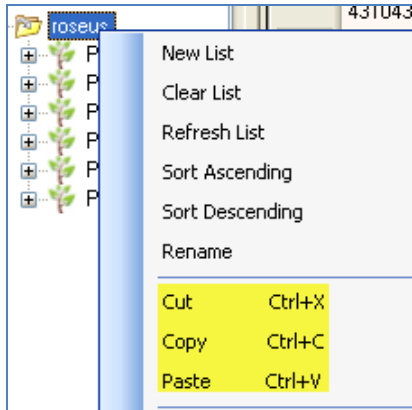 431043
roseus
P
P
P
P
P
P
New List
Clear List
Refresh List
Sort Ascending
Sort Descending
Rename
Cut Ctrl+X
Copy Ctrl+C
Paste Ctrl+V